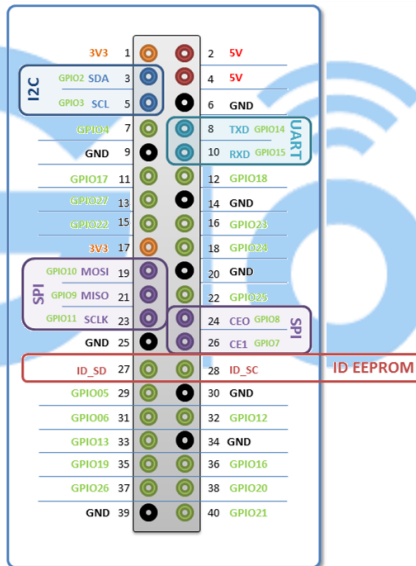 3V3 1 2 5V
I2C
GPIO2 SDA 3 4 5V
GPIO3 SCL 5 6 GND
GPIO4 7 8 TXD GPIO14
UART
GND 9 10 RXD GPIO15
GPIO17 11 12 GPIO18
GPIO27 13 14 GND
GPIO22 15 16 GPIO23
3V3 17 18 GPIO24
SPI
GPIO10 MOSI 19 20 GND
GPIO9 MISO 21 22 GPIO25
GPIO11 SCLK 23 24 CEO GPIO8
SPI
GND 25 26 CE1 GPIO7
ID_SD 27 28 ID_SC ID EEPROM
GPIO05 29 30 GND
GPIO06 31 32 GPIO12
GPIO13 33 34 GND
GPIO19 35 36 GPIO16
GPIO26 37 38 GPIO20
GND 39 40 GPIO21